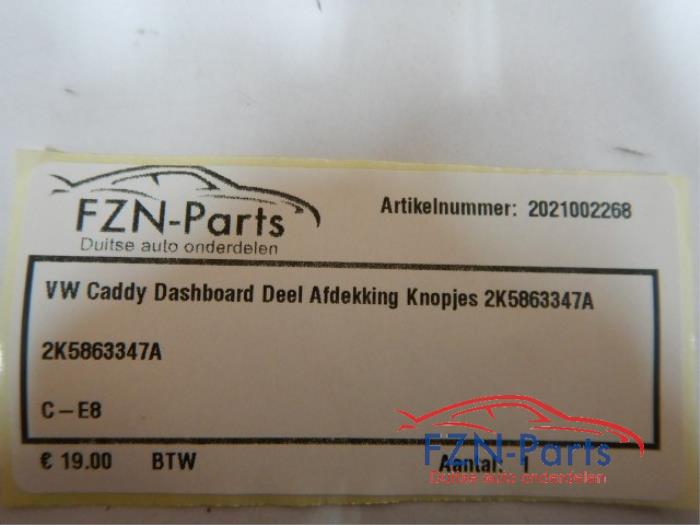 FZN-Parts
Duitse auto onderdelen
Artikelnummer: 2021002268
VW Caddy Dashboard Deel Afdekking Knopjes 2K5863347A
2K5863347A
C-E8
€ 19.00 BTW Aantal: 1
FZN-Parts
Duitse auto onderdelen